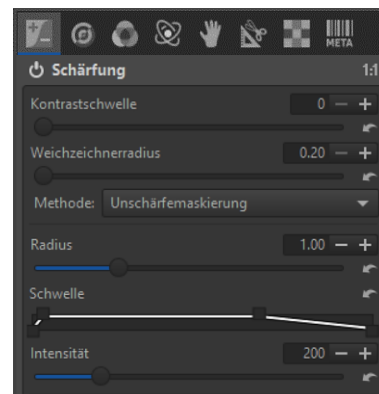 META
Schärfung 1:1
Kontrastschwelle 0
Weichzeichnerradius 0.20
Methode: Unschärfemaskierung
Radius 1.00
Schwelle
Intensität 200